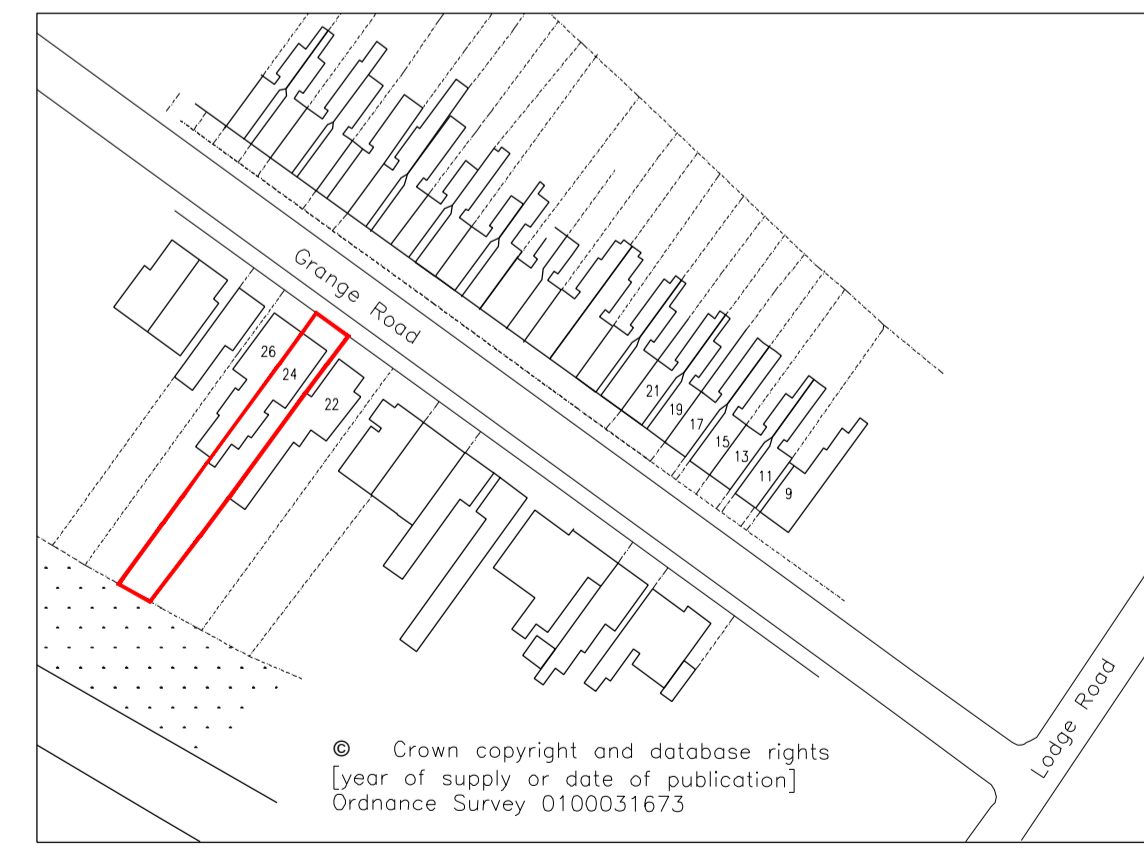 Grange Road
26
24
22
21
19
17
15
13
11
9
Lodge Road
© Crown copyright and database rights
[year of supply or date of publication]
Ordnance Survey 0100031673